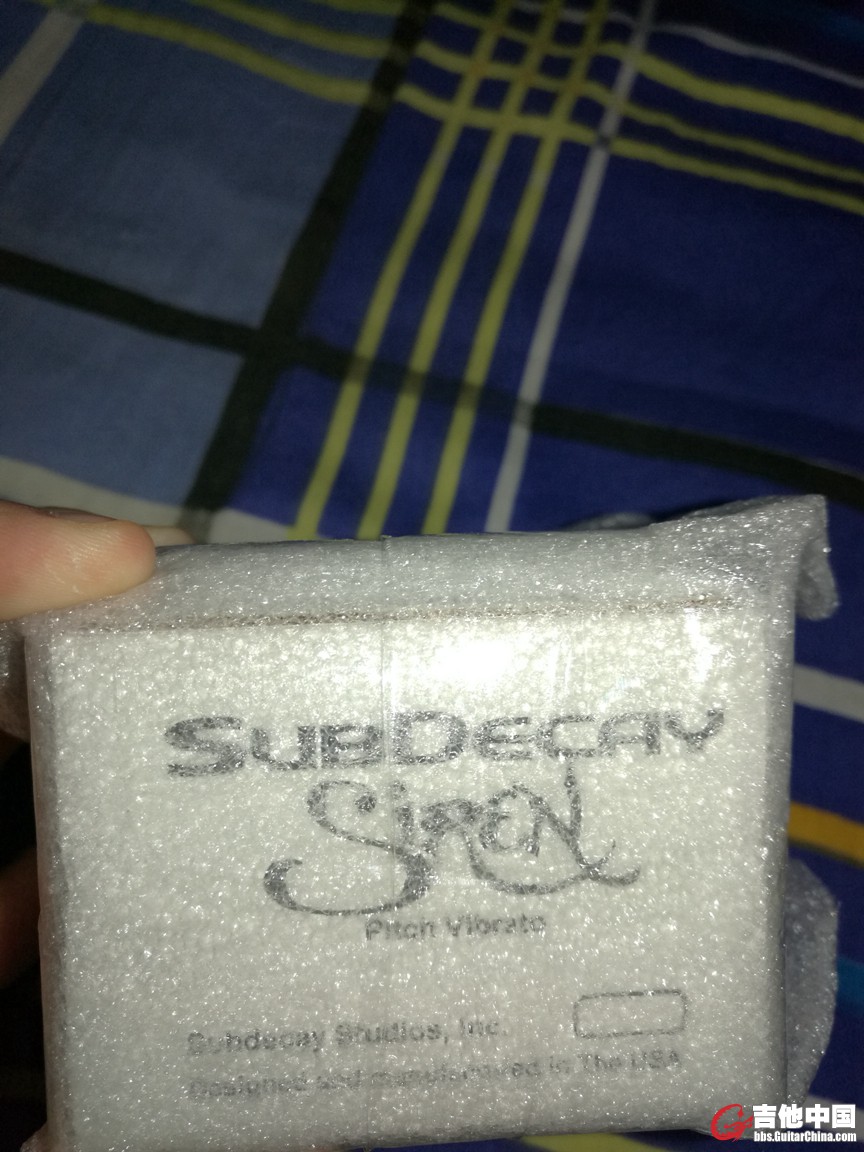 SUBDECAY
SIREN
Pitch Vibrato
Subdecay Studios, Inc.
Designed and manufactured in The USA
吉他中国
bbs.GuitarChina.com